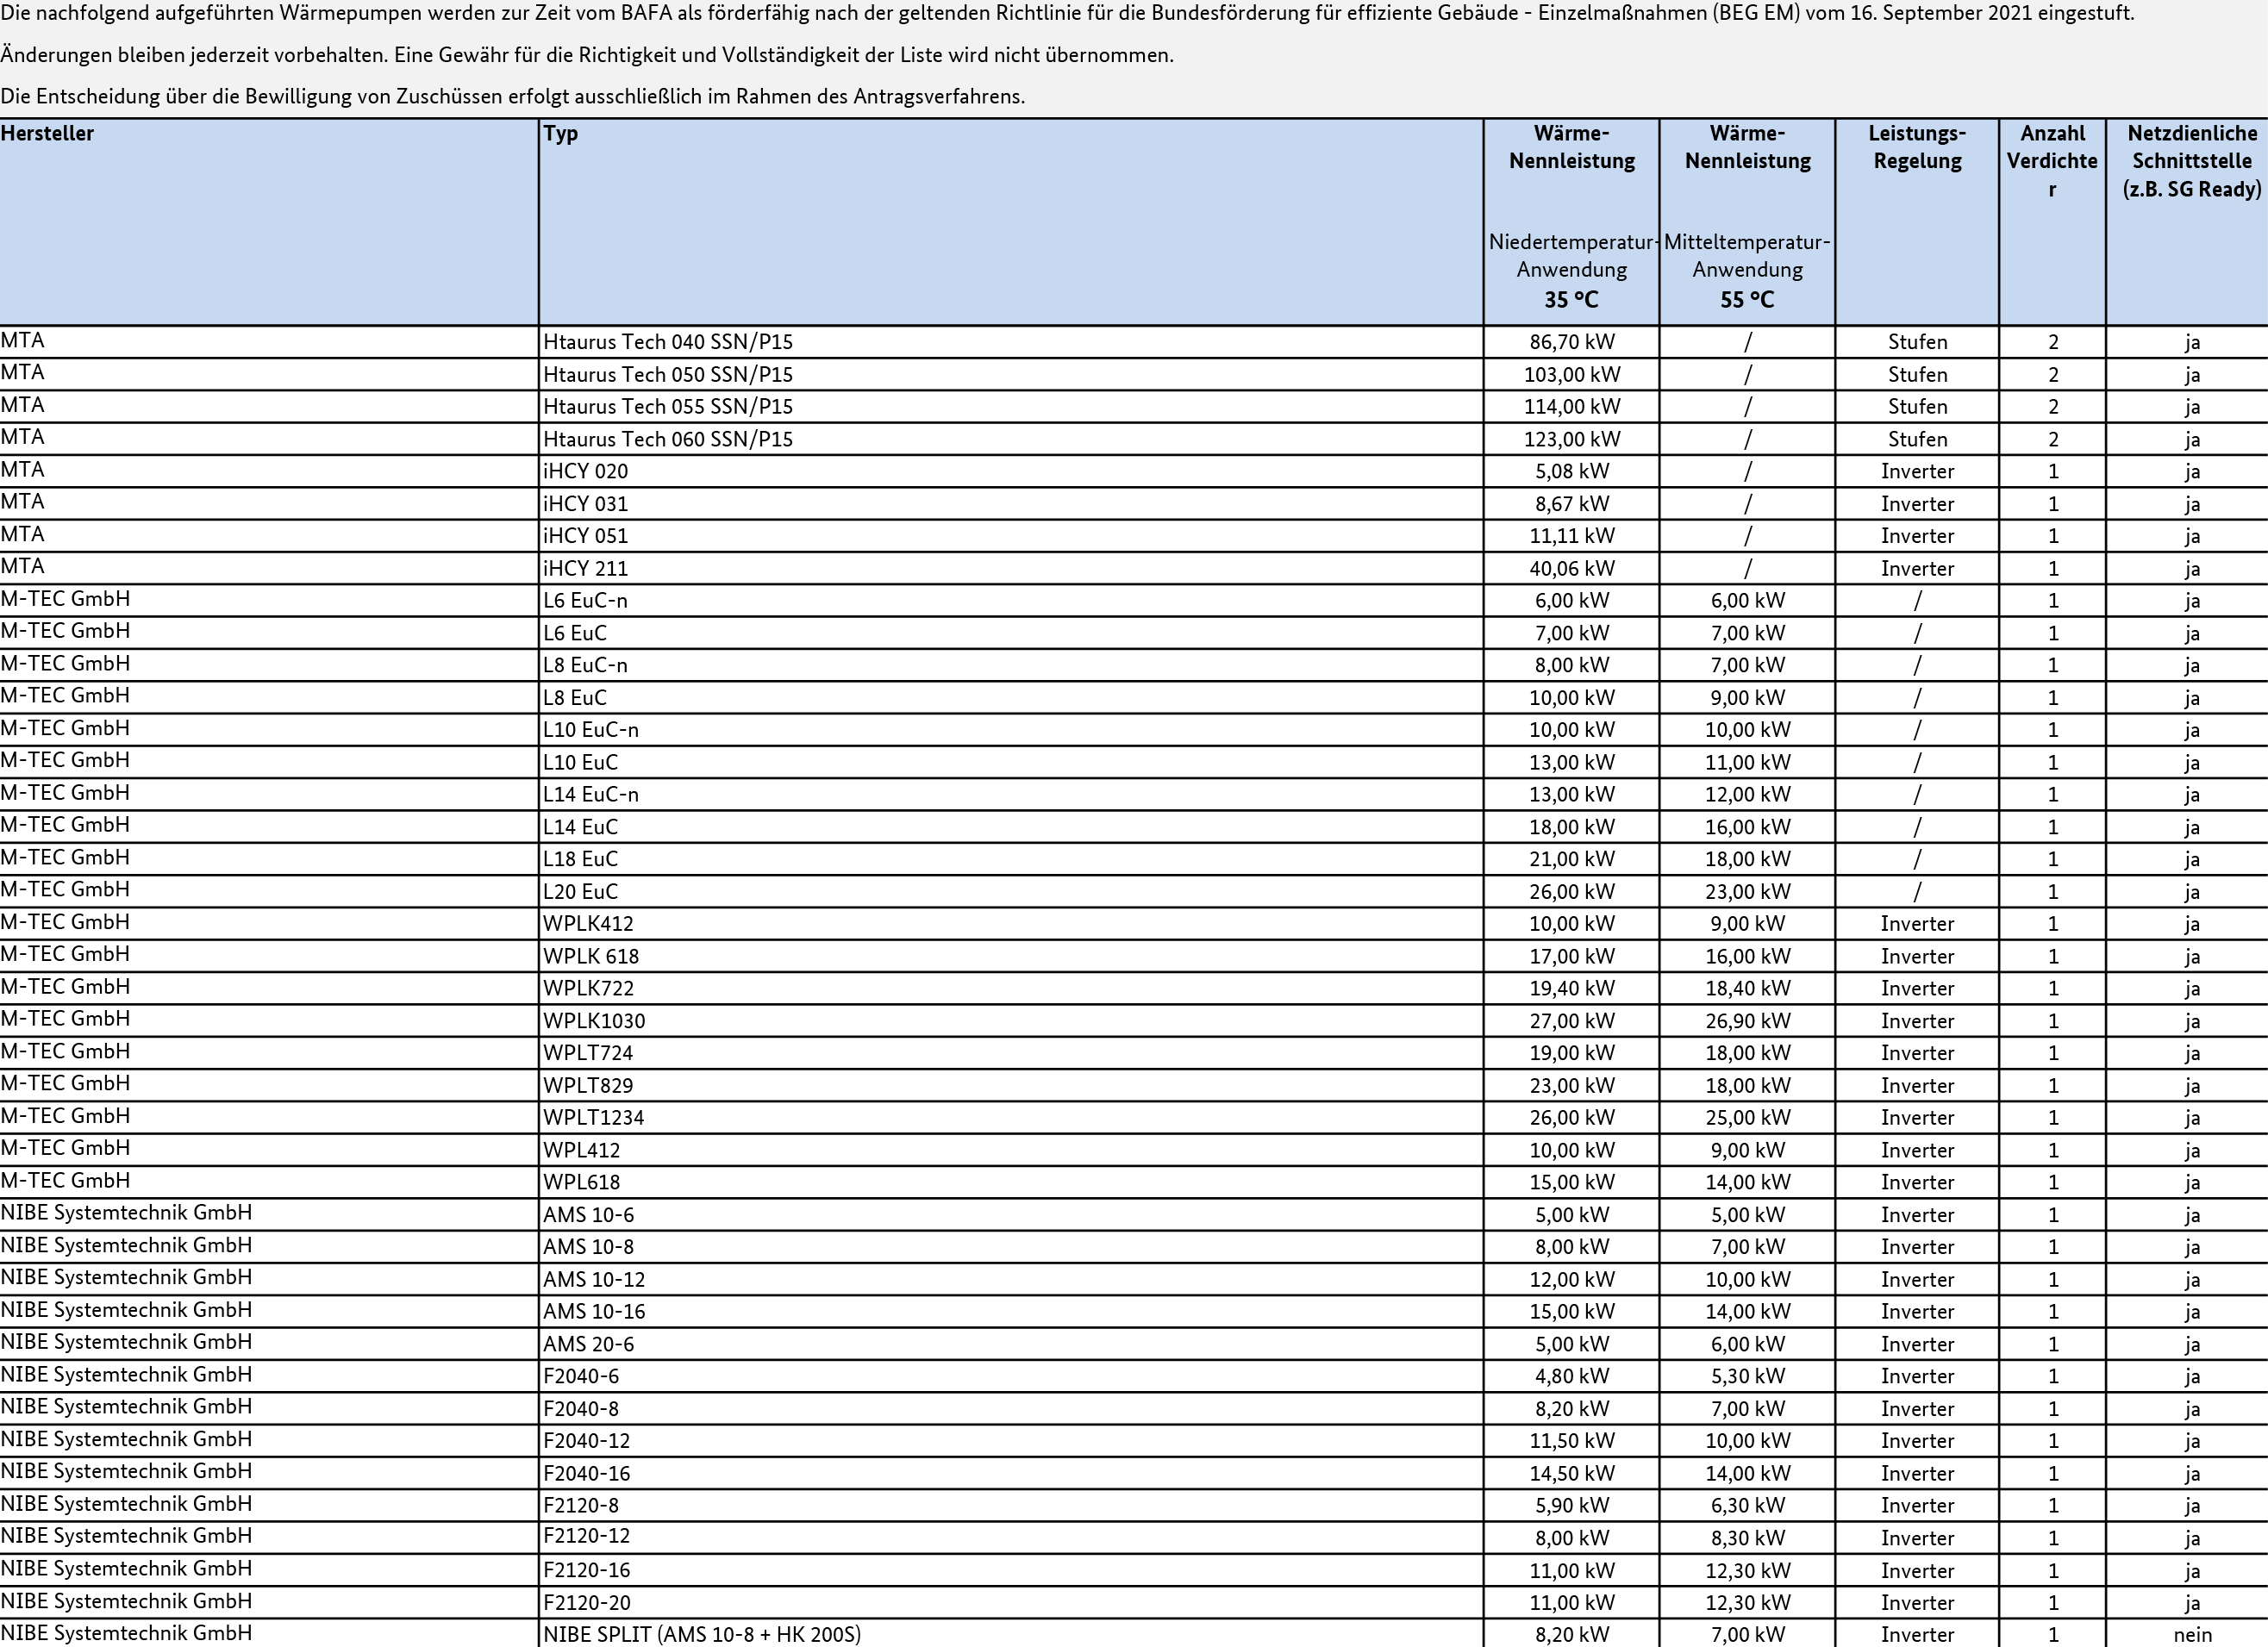 Die nachfolgend aufgeführten Wärmepumpen werden zur Zeit vom BAFA als förderfähig nach der geltenden Richtlinie für die Bundesförderung für effiziente Gebäude - Einzelmaßnahmen (BEG EM) vom 16. September 2021 eingestuft.
Änderungen bleiben jederzeit vorbehalten. Eine Gewähr für die Richtigkeit und Vollständigkeit der Liste wird nicht übernommen.
Die Entscheidung über die Bewilligung von Zuschüssen erfolgt ausschließlich im Rahmen des Antragsverfahrens.
Hersteller Typ Wärme- Wärme- Leistungs- Anzahl Netzdienliche
Nennleistung Nennleistung Regelung Verdichte Schnittstelle
r (z.B. SG Ready)
Niedertemperatur- Mitteltemperatur-
Anwendung Anwendung
35 °C 55 °C
MTA Htaurus Tech 040 SSN/P15 86,70 kW / Stufen 2 ja
MTA Htaurus Tech 050 SSN/P15 103,00 kW / Stufen 2 ja
MTA Htaurus Tech 055 SSN/P15 114,00 kW / Stufen 2 ja
MTA Htaurus Tech 060 SSN/P15 123,00 kW / Stufen 2 ja
MTA iHCY 020 5,08 kW / Inverter 1 ja
MTA iHCY 031 8,67 kW / Inverter 1 ja
MTA iHCY 051 11,11 kW / Inverter 1 ja
MTA iHCY 211 40,06 kW / Inverter 1 ja
M-TEC GmbH L6 EuC-n 6,00 kW 6,00 kW / 1 ja
M-TEC GmbH L6 EuC 7,00 kW 7,00 kW / 1 ja
M-TEC GmbH L8 EuC-n 8,00 kW 7,00 kW / 1 ja
M-TEC GmbH L8 EuC 10,00 kW 9,00 kW / 1 ja
M-TEC GmbH L10 EuC-n 10,00 kW 10,00 kW / 1 ja
M-TEC GmbH L10 EuC 13,00 kW 11,00 kW / 1 ja
M-TEC GmbH L14 EuC-n 13,00 kW 12,00 kW / 1 ja
M-TEC GmbH L14 EuC 18,00 kW 16,00 kW / 1 ja
M-TEC GmbH L18 EuC 21,00 kW 18,00 kW / 1 ja
M-TEC GmbH L20 EuC 26,00 kW 23,00 kW / 1 ja
M-TEC GmbH WPLK412 10,00 kW 9,00 kW Inverter 1 ja
M-TEC GmbH WPLK 618 17,00 kW 16,00 kW Inverter 1 ja
M-TEC GmbH WPLK722 19,40 kW 18,40 kW Inverter 1 ja
M-TEC GmbH WPLK1030 27,00 kW 26,90 kW Inverter 1 ja
M-TEC GmbH WPLT724 19,00 kW 18,00 kW Inverter 1 ja
M-TEC GmbH WPLT829 23,00 kW 18,00 kW Inverter 1 ja
M-TEC GmbH WPLT1234 26,00 kW 25,00 kW Inverter 1 ja
M-TEC GmbH WPL412 10,00 kW 9,00 kW Inverter 1 ja
M-TEC GmbH WPL618 15,00 kW 14,00 kW Inverter 1 ja
NIBE Systemtechnik GmbH AMS 10-6 5,00 kW 5,00 kW Inverter 1 ja
NIBE Systemtechnik GmbH AMS 10-8 8,00 kW 7,00 kW Inverter 1 ja
NIBE Systemtechnik GmbH AMS 10-12 12,00 kW 10,00 kW Inverter 1 ja
NIBE Systemtechnik GmbH AMS 10-16 15,00 kW 14,00 kW Inverter 1 ja
NIBE Systemtechnik GmbH AMS 20-6 5,00 kW 6,00 kW Inverter 1 ja
NIBE Systemtechnik GmbH F2040-6 4,80 kW 5,30 kW Inverter 1 ja
NIBE Systemtechnik GmbH F2040-8 8,20 kW 7,00 kW Inverter 1 ja
NIBE Systemtechnik GmbH F2040-12 11,50 kW 10,00 kW Inverter 1 ja
NIBE Systemtechnik GmbH F2040-16 14,50 kW 14,00 kW Inverter 1 ja
NIBE Systemtechnik GmbH F2120-8 5,90 kW 6,30 kW Inverter 1 ja
NIBE Systemtechnik GmbH F2120-12 8,00 kW 8,30 kW Inverter 1 ja
NIBE Systemtechnik GmbH F2120-16 11,00 kW 12,30 kW Inverter 1 ja
NIBE Systemtechnik GmbH F2120-20 11,00 kW 12,30 kW Inverter 1 ja
NIBE Systemtechnik GmbH NIBE SPLIT (AMS 10-8 + HK 200S) 8,20 kW 7,00 kW Inverter 1 nein